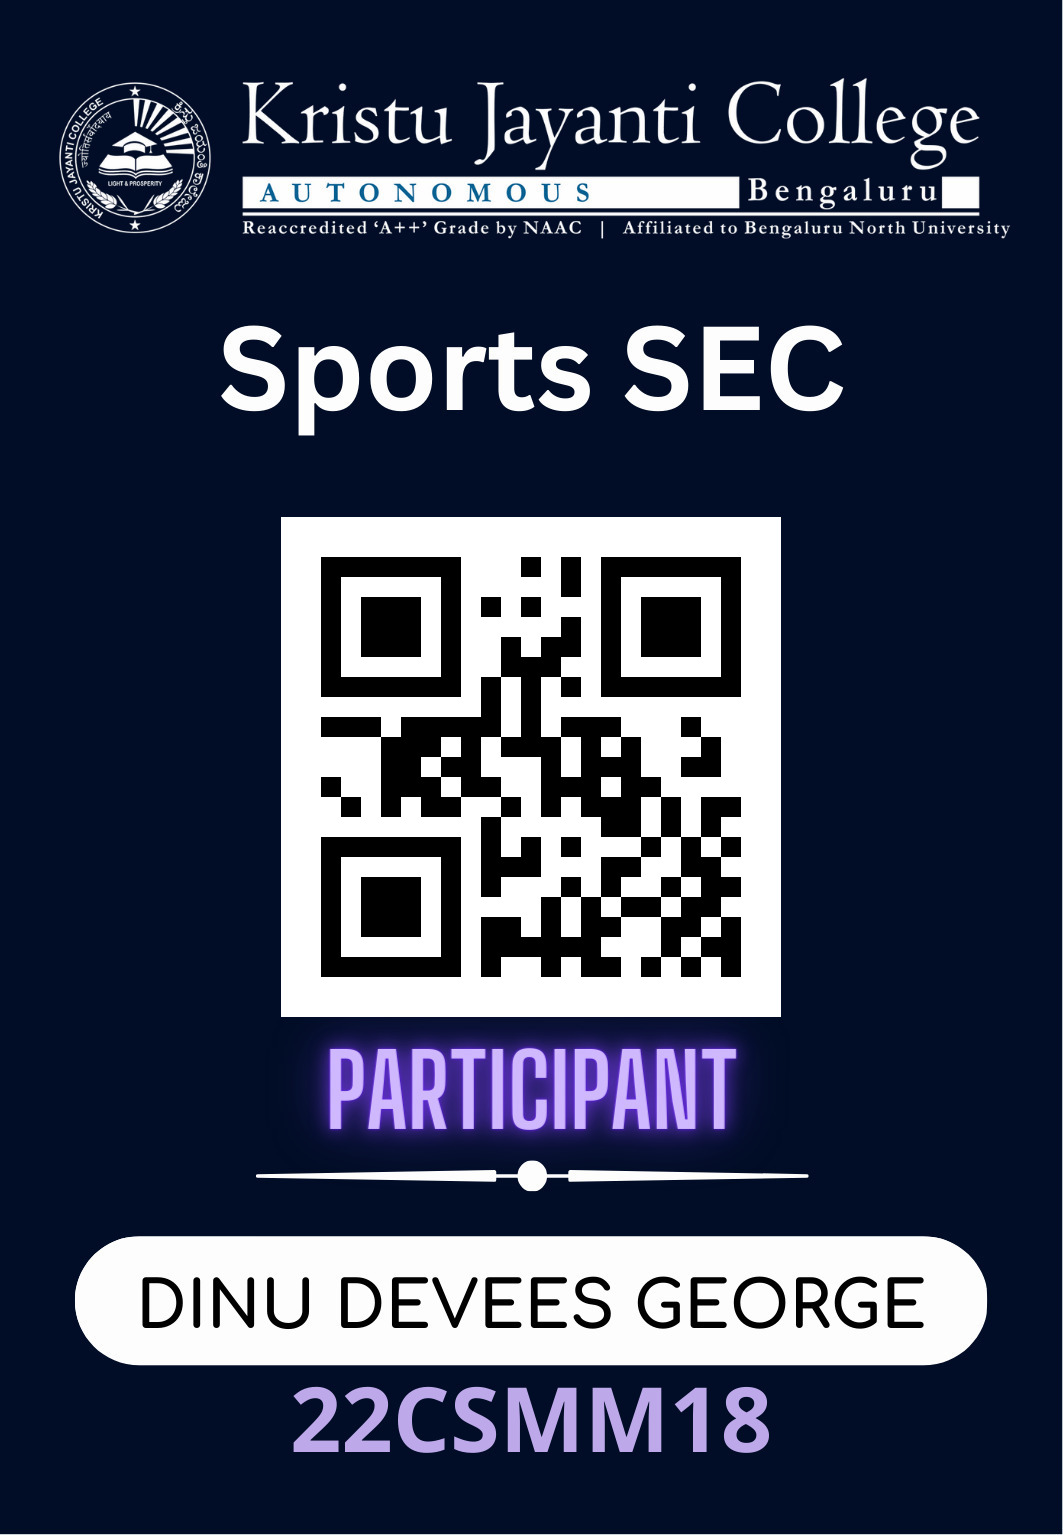 KRISTU JAYANTI COLLEGE
ಕ್ರಿಸ್ತು ಜಯಂತಿ ಕಾಲೇಜು
LIGHT & PROSPERITY
Kristu Jayanti College
AUTONOMOUS Bengaluru
Reaccredited ‘A++’ Grade by NAAC | Affiliated to Bengaluru North University
Sports SEC
PARTICIPANT
DINU DEVEES GEORGE
22CSMM18